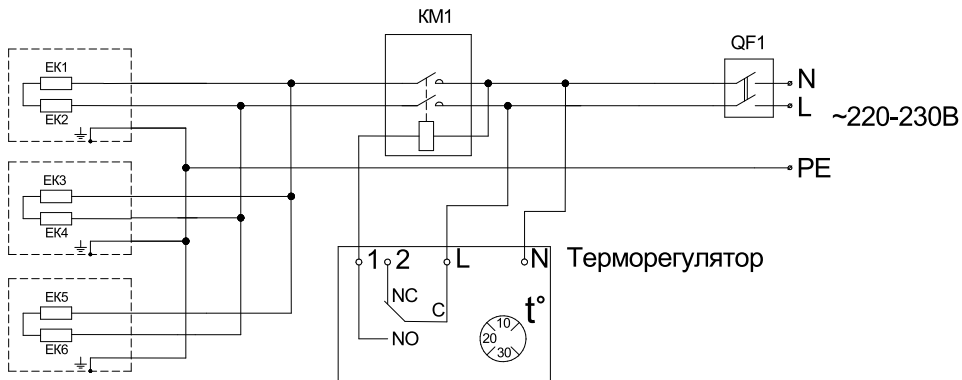 КМ1
QF1
ЕК1
ЕК2
N
L
~220-230В
PE
ЕК3
ЕК4
1 2 L N Терморегулятор
NC
C
t°
ЕК5
ЕК6
NO
10
20
30